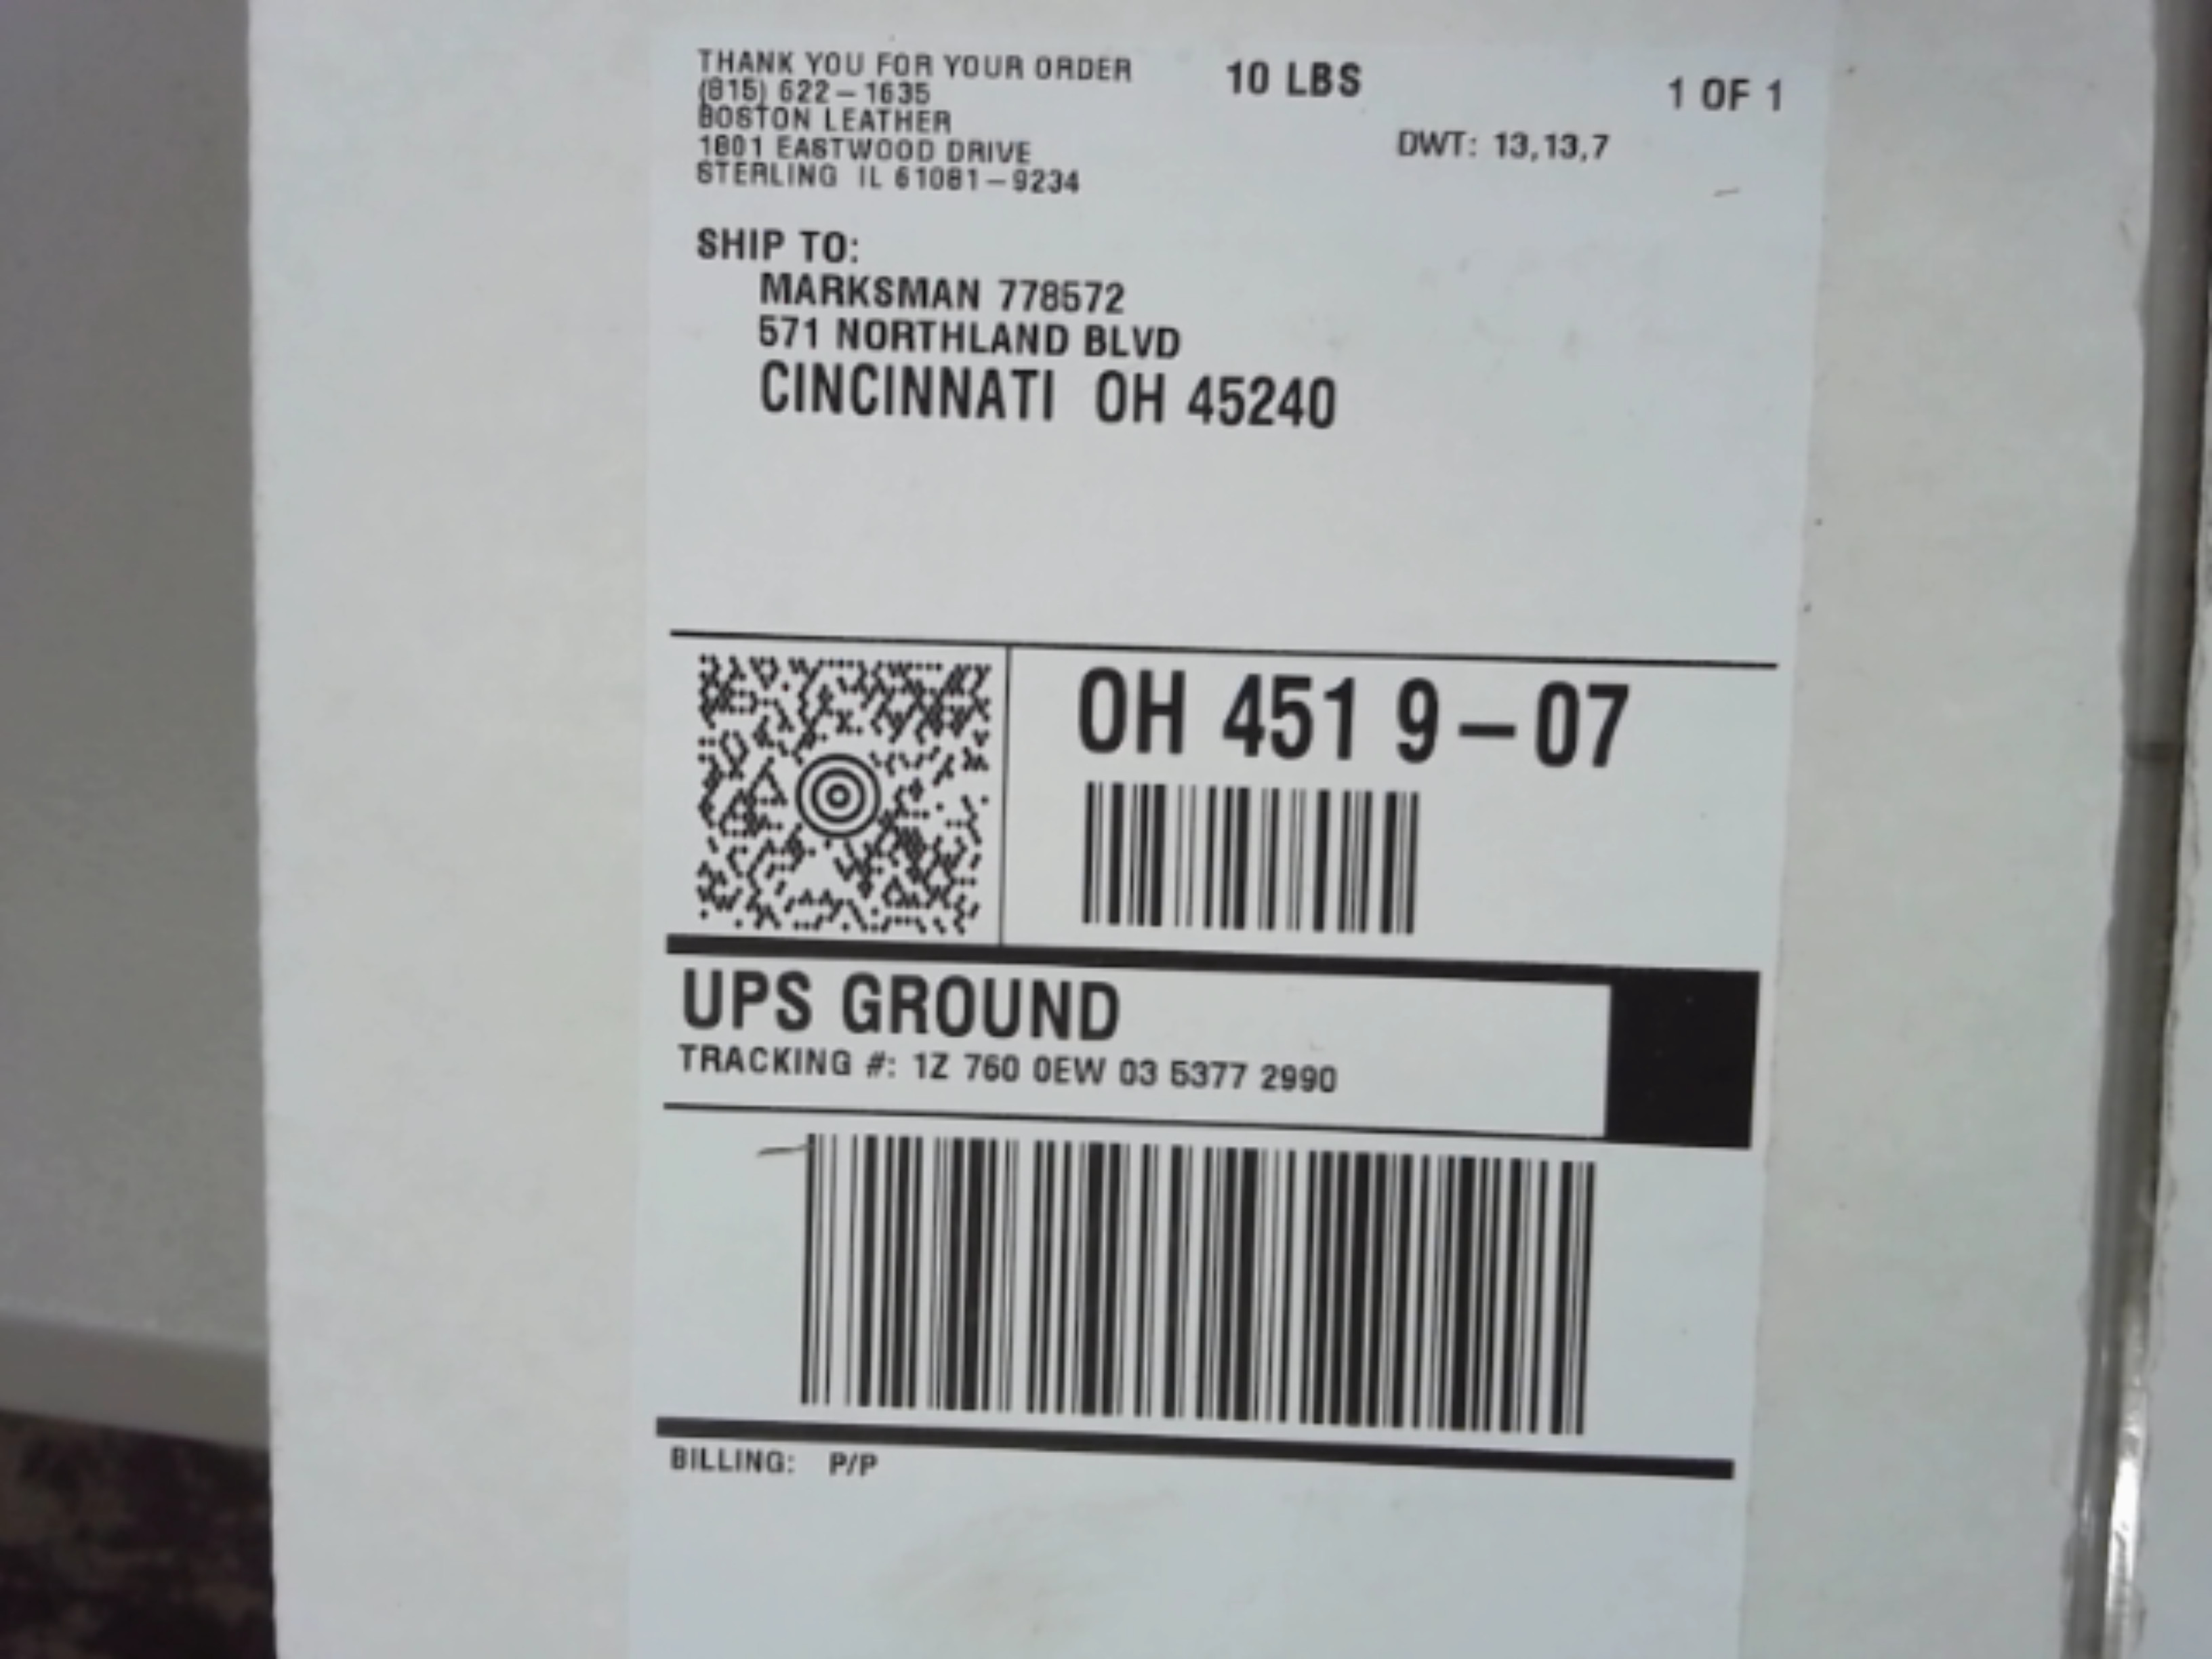 THANK YOU FOR YOUR ORDER
(815) 622-1635
BOSTON LEATHER
1801 EASTWOOD DRIVE
STERLING IL 61081-9234
10 LBS
1 OF 1
DWT: 13,13,7
SHIP TO:
MARKSMAN 778572
571 NORTHLAND BLVD
CINCINNATI OH 45240
OH 451 9-07
UPS GROUND
TRACKING #: 1Z 760 0EW 03 5377 2990
BILLING: P/P